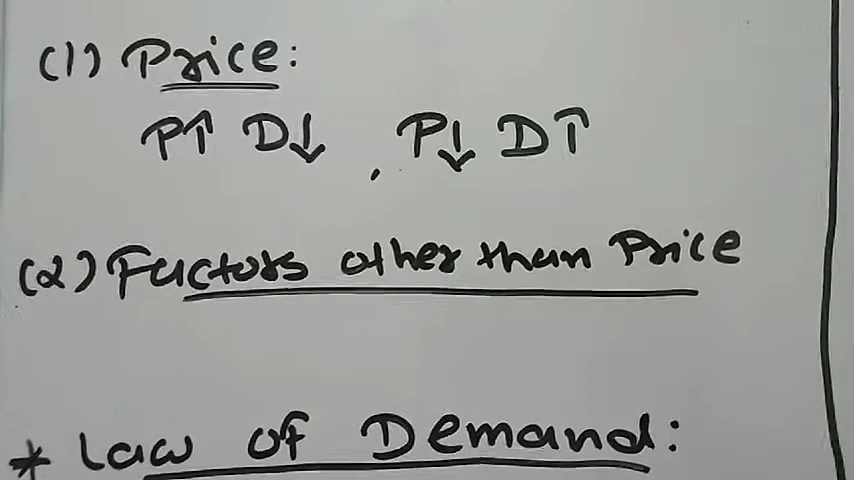 (1) Price:
P↑ D↓ , P↓ D↑
(2) Factors other than Price
* Law of Demand: